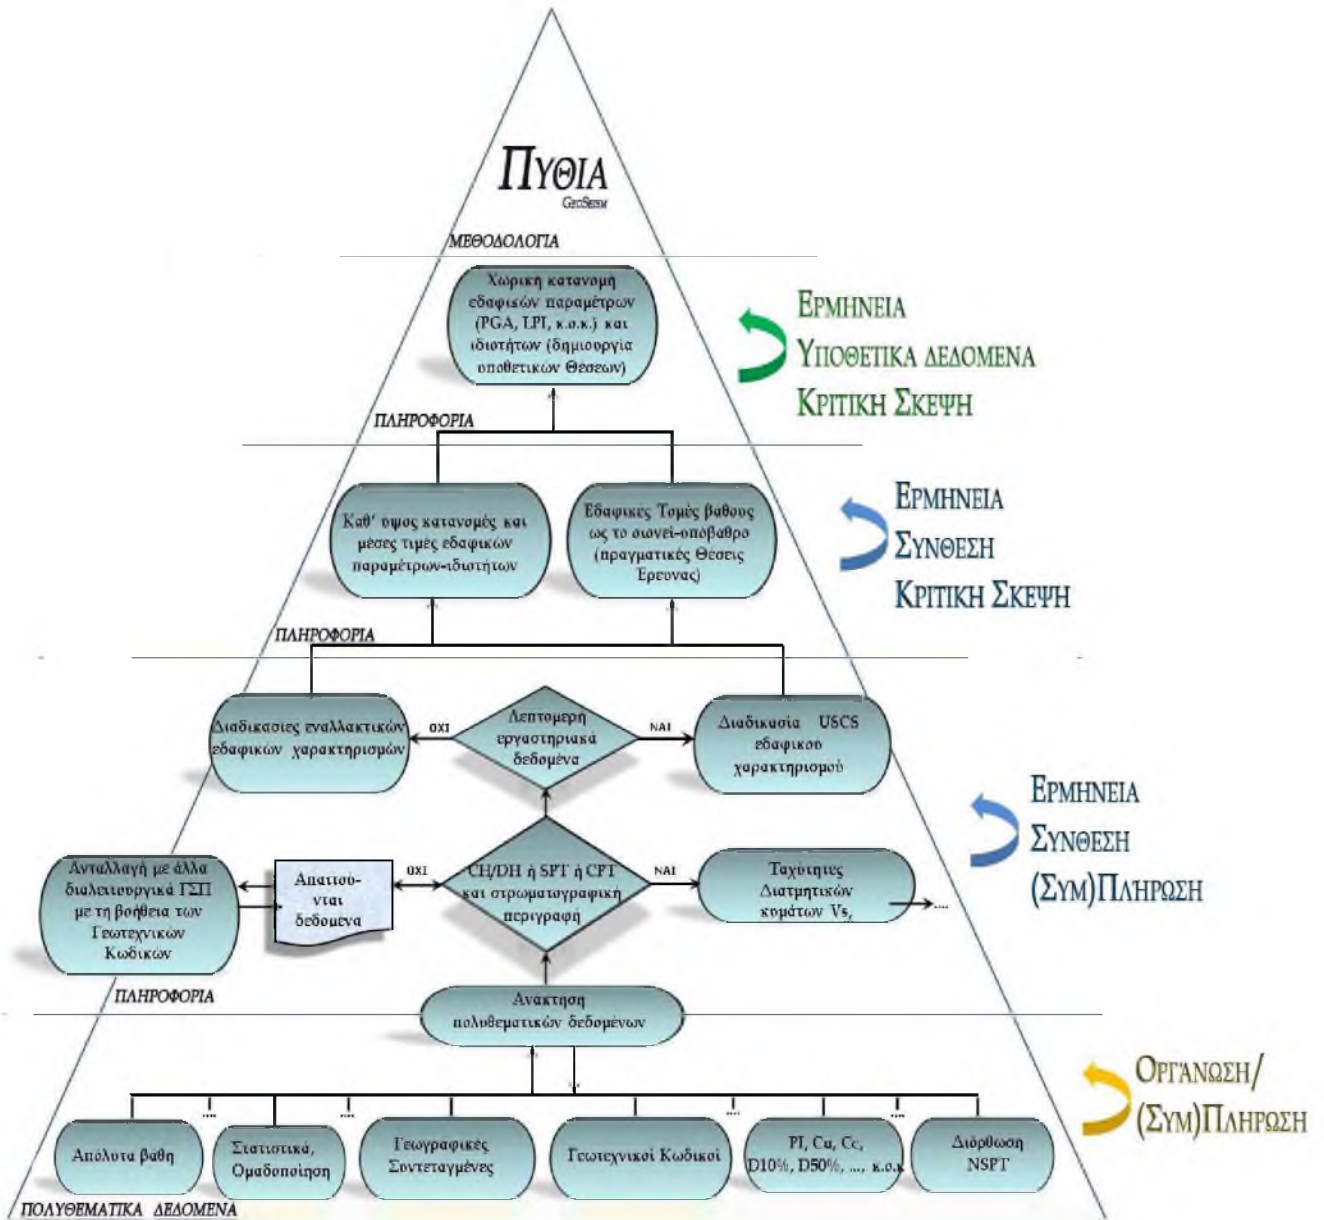 ΠΥΘΙΑ
GEOSEISM
ΜΕΘΟΔΟΛΟΓΙΑ
Χωρική κατανομή
εδαφικών παραμέτρων
(PGA, LPI, κ.ο.κ.) και
ιδιοτήτων (δημιουργία
υποθετικών Θέσεων)
ΕΡΜΗΝΕΙΑ
ΥΠΟΘΕΤΙΚΑ ΔΕΔΟΜΕΝΑ
ΚΡΙΤΙΚΗ ΣΚΕΨΗ
ΠΛΗΡΟΦΟΡΙΑ
Καθ' ύψος κατανομές και
μέσες τιμές εδαφικών
παραμέτρων-ιδιοτήτων
Εδαφικές Τομές βάθους
ως το οιονεί-υπόβαθρο
(πραγματικές Θέσεις
Έρευνας)
ΕΡΜΗΝΕΙΑ
ΣΥΝΘΕΣΗ
ΚΡΙΤΙΚΗ ΣΚΕΨΗ
ΠΛΗΡΟΦΟΡΙΑ
Διαδικασίες εναλλακτικών
εδαφικών χαρακτηρισμών
ΟΧΙ
Λεπτομερή
εργαστηριακά
δεδομένα
ΝΑΙ
Διαδικασία USCS
εδαφικού
χαρακτηρισμού
ΕΡΜΗΝΕΙΑ
ΣΥΝΘΕΣΗ
(ΣΥΜ)ΠΛΗΡΩΣΗ
Ανταλλαγή με άλλα
διαλειτουργικά ΓΣΠ
με τη βοήθεια των
Γεωτεχνικών
Κωδικών
Απαιτού-
νται
δεδομένα
ΟΧΙ
CH/DH ή SPT ή CPT
και στρωματογραφική
περιγραφή
ΝΑΙ
Ταχύτητες
Διατμητικών
κυμάτων Vs,
....
ΠΛΗΡΟΦΟΡΙΑ
Ανάκτηση
πολυθεματικών δεδομένων
ΟΡΓΑΝΩΣΗ/
(ΣΥΜ)ΠΛΗΡΩΣΗ
.... .... .... ....
Απόλυτα βάθη
Στατιστικά,
Ομαδοποίηση
Γεωγραφικές
Συντεταγμένες
Γεωτεχνικοί Κωδικοί
PI, Cu, Cc,
D10%, D50%, ..., κ.ο.κ
Διόρθωση
NSPT
ΠΟΛΥΘΕΜΑΤΙΚΑ ΔΕΔΟΜΕΝΑ